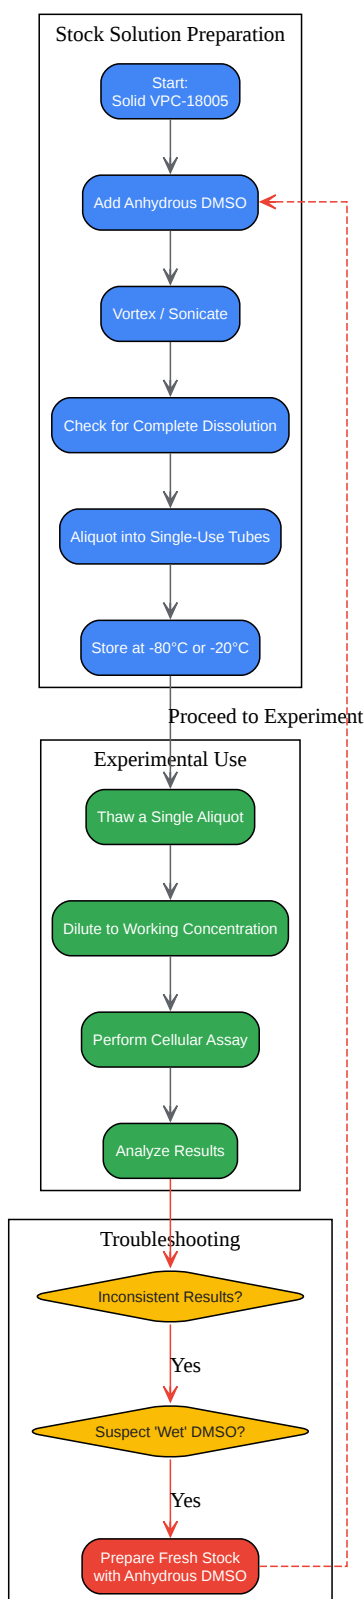 Stock Solution Preparation
Start:
Solid VPC-18005
Add Anhydrous DMSO
Vortex / Sonicate
Check for Complete Dissolution
Aliquot into Single-Use Tubes
Store at -80°C or -20°C
Proceed to Experiment
Experimental Use
Thaw a Single Aliquot
Dilute to Working Concentration
Perform Cellular Assay
Analyze Results
Troubleshooting
Inconsistent Results?
Yes
Suspect 'Wet' DMSO?
Yes
Prepare Fresh Stock
with Anhydrous DMSO